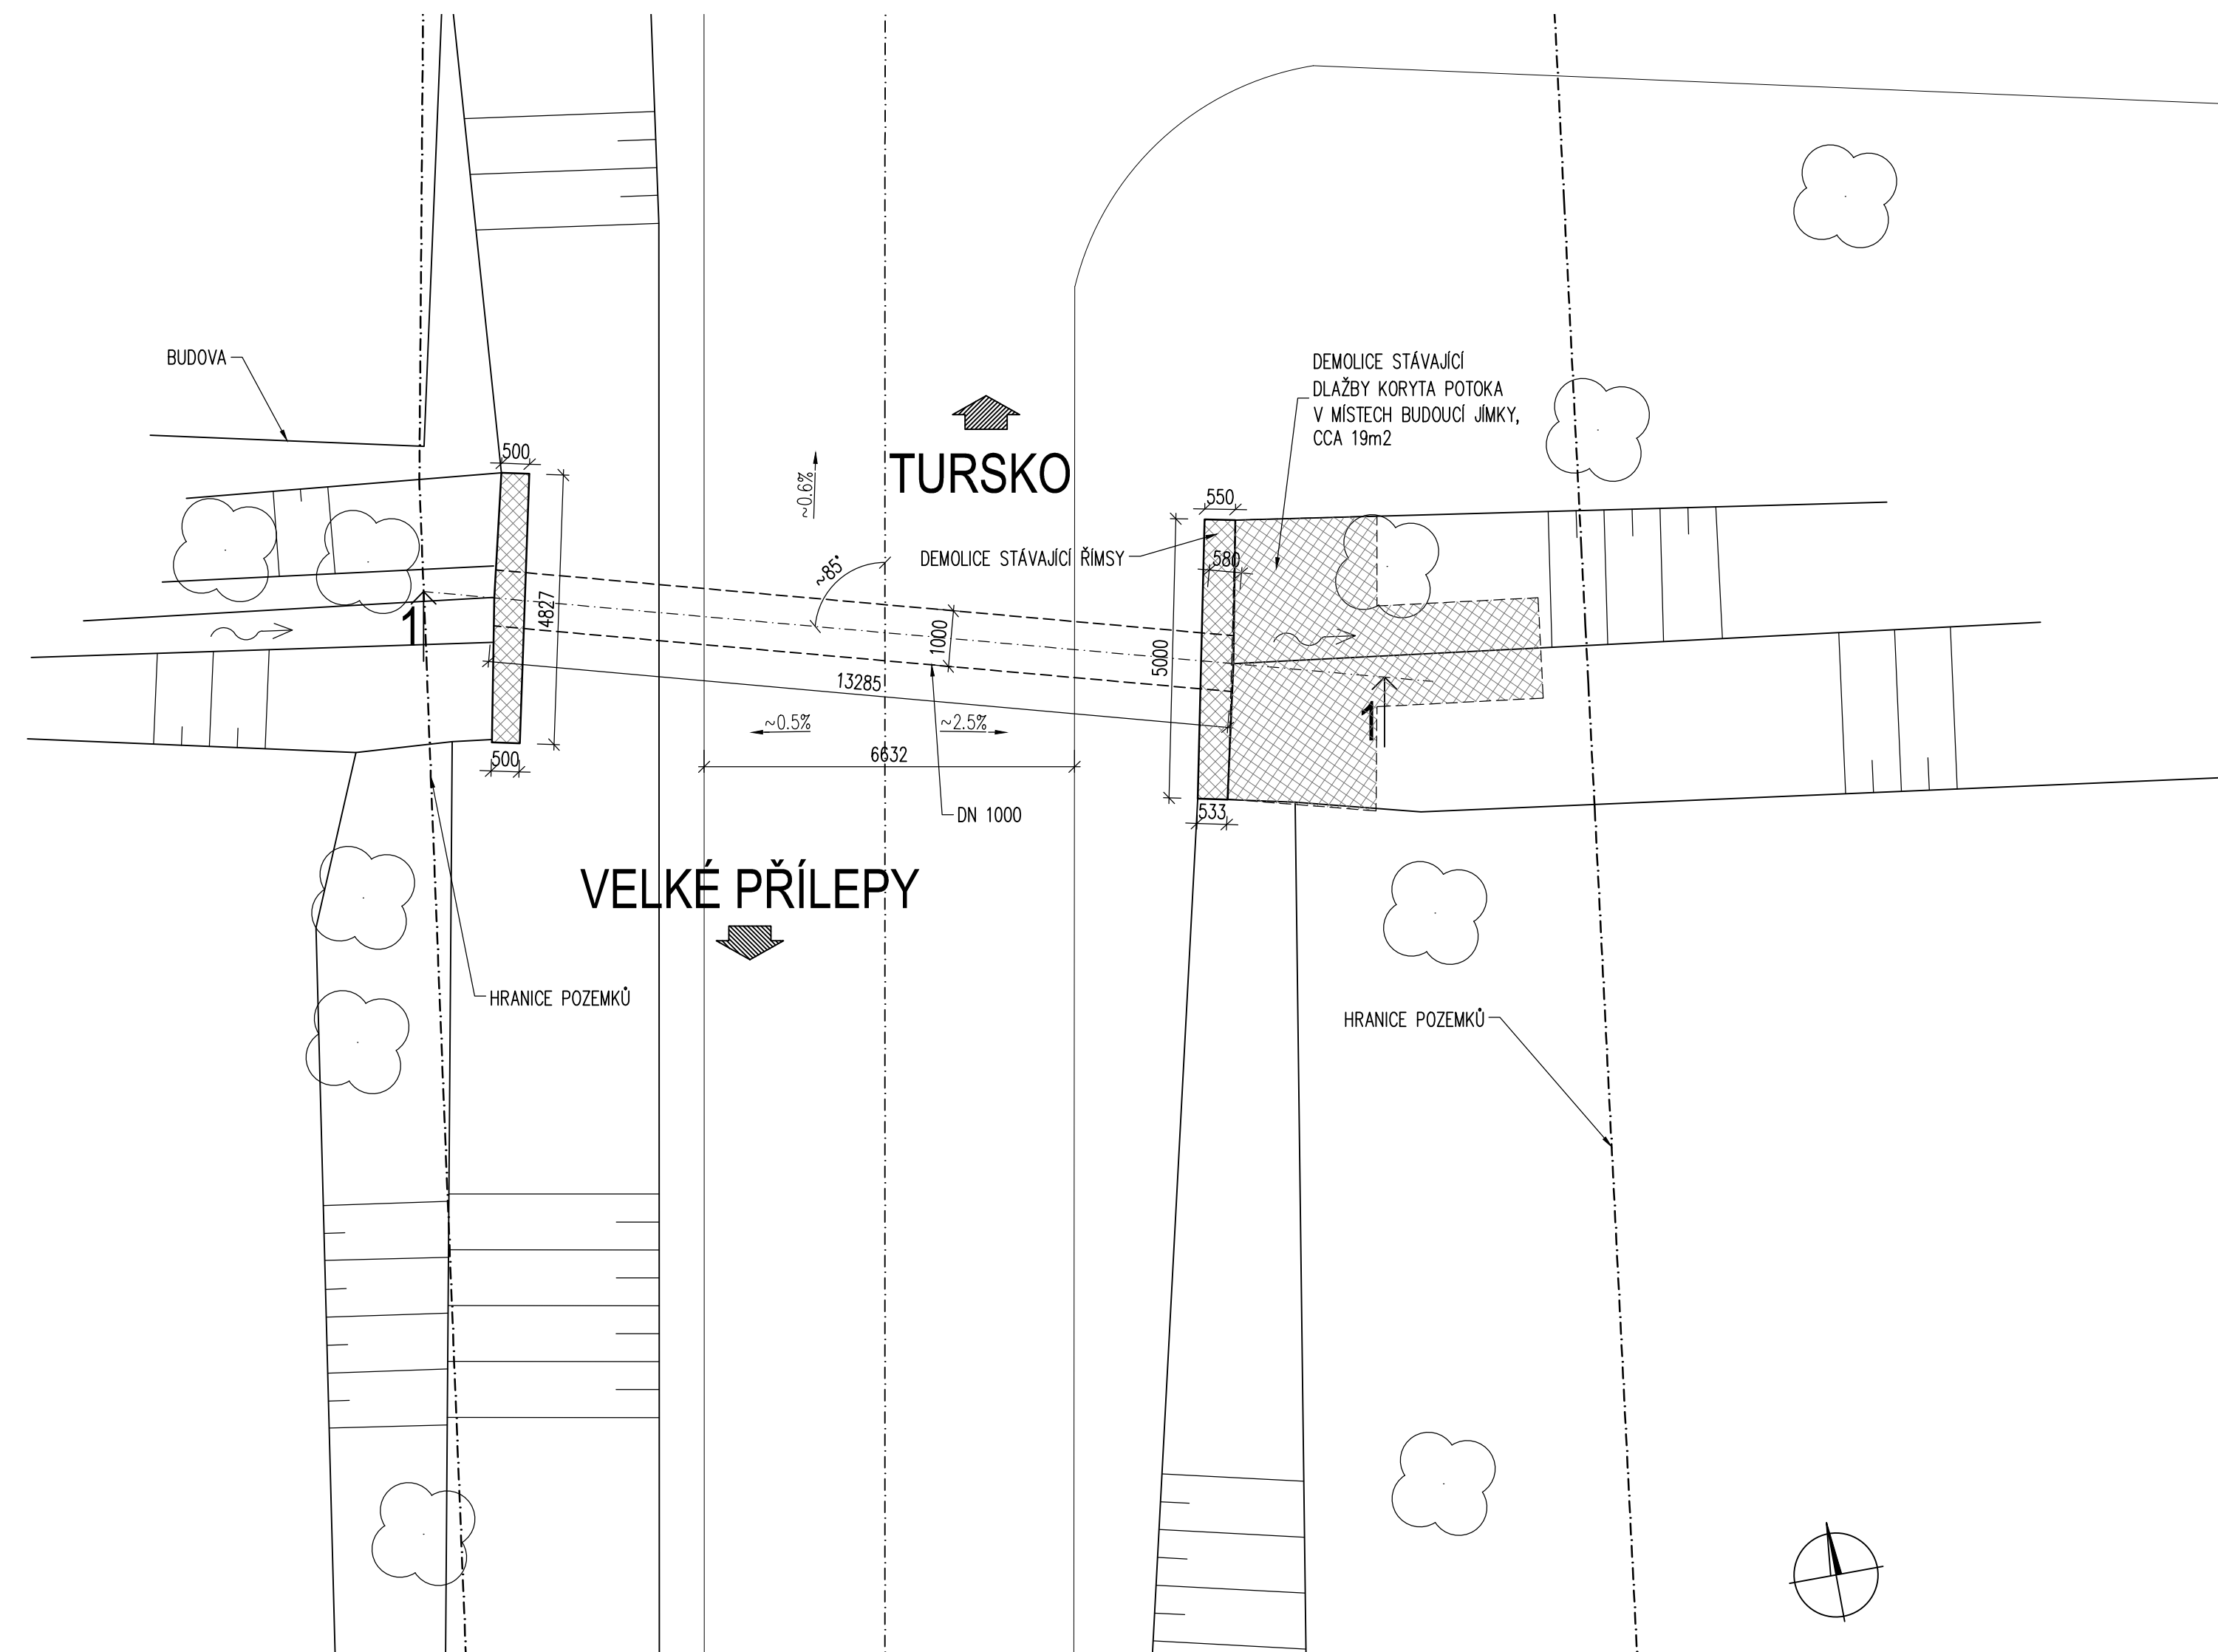 BUDOVA
DEMOLICE STÁVAJÍCÍ
DLAŽBY KORYTA POTOKA
V MÍSTECH BUDOUCÍ JÍMKY,
CCA 19m2
500
~0.6%
TURSKO
550
DEMOLICE STÁVAJÍCÍ ŘÍMSY
580
~85°
4827
1
1000
5000
13285
1
~0.5%
~2.5%
6632
500
533
DN 1000
VELKÉ PŘÍLEPY
HRANICE POZEMKŮ
HRANICE POZEMKŮ